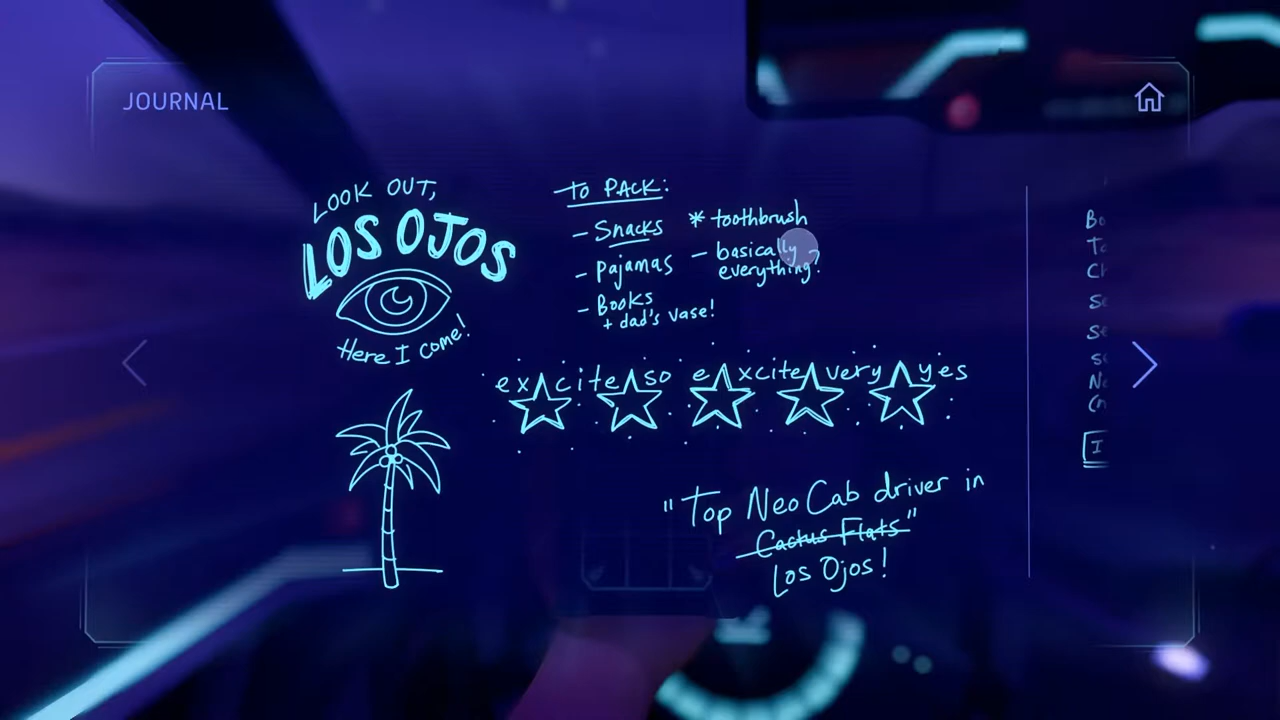 JOURNAL
LOOK OUT,
LOS OJOS
Here I come!
TO PACK:
- Snacks
- Pajamas
- Books
+ dad's vase!
* toothbrush
- basically
everything?
excite so excite very yes
"Top Neo Cab driver in
Cactus Flats"
Los Ojos!